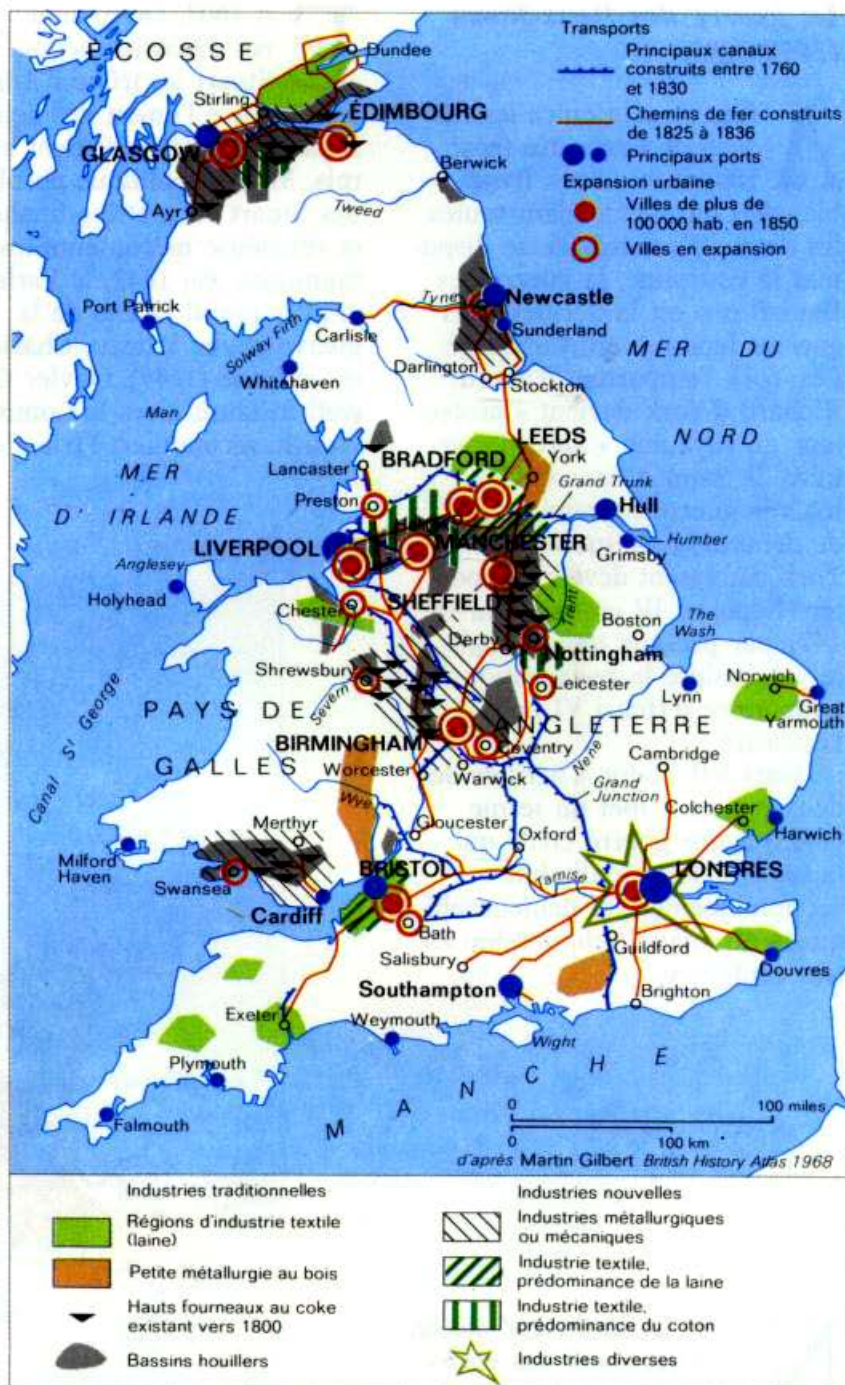 ÉCOSSE
Dundee
Stirling
ÉDIMBOURG
GLASGOW
Berwick
Ayr
Tweed
Transports
Principaux canaux
construits entre 1760
et 1830
Chemins de fer construits
de 1825 à 1836
Principaux ports
Expansion urbaine
Villes de plus de
100 000 hab. en 1850
Villes en expansion
Port Patrick
Solway Firth
Carlisle
Tyne
Newcastle
Sunderland
Whitehaven
Darlington
Stockton
MER DU
NORD
Man
MER
D' IRLANDE
Lancaster
BRADFORD
LEEDS
York
Grand Trunk
Preston
Hull
LIVERPOOL
MANCHESTER
Humber
Grimsby
Anglesey
Holyhead
Chester
SHEFFIELD
Trent
Boston
The
Wash
Derby
Nottingham
Shrewsbury
Severn
Leicester
Lynn
Norwich
Great
Yarmouth
Canal St George
PAYS DE
GALLES
ANGLETERRE
BIRMINGHAM
Coventry
Nene
Cambridge
Worcester
Warwick
Grand
Junction
Wye
Colchester
Harwich
Merthyr
Gloucester
Oxford
Milford
Haven
Swansea
BRISTOL
Tamise
LONDRES
Cardiff
Bath
Guildford
Salisbury
Douvres
Southampton
Brighton
Exeter
Weymouth
Wight
Plymouth
Falmouth
MANCHE
0 100 miles
0 100 km
d'après Martin Gilbert British History Atlas 1968
Industries traditionnelles
Régions d'industrie textile
(laine)
Petite métallurgie au bois
Hauts fourneaux au coke
existant vers 1800
Bassins houillers
Industries nouvelles
Industries métallurgiques
ou mécaniques
Industrie textile,
prédominance de la laine
Industrie textile,
prédominance du coton
Industries diverses